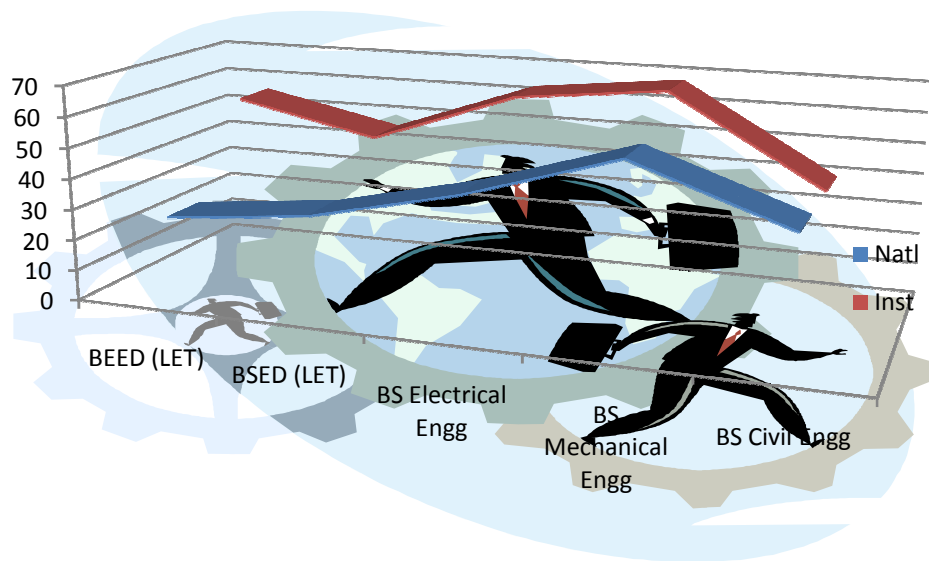 70
60
50
40
30
20
10
0
BEED (LET)
BSED (LET)
BS Electrical
Engg
BS
Mechanical
Engg
BS Civil Engg
Natl
Inst